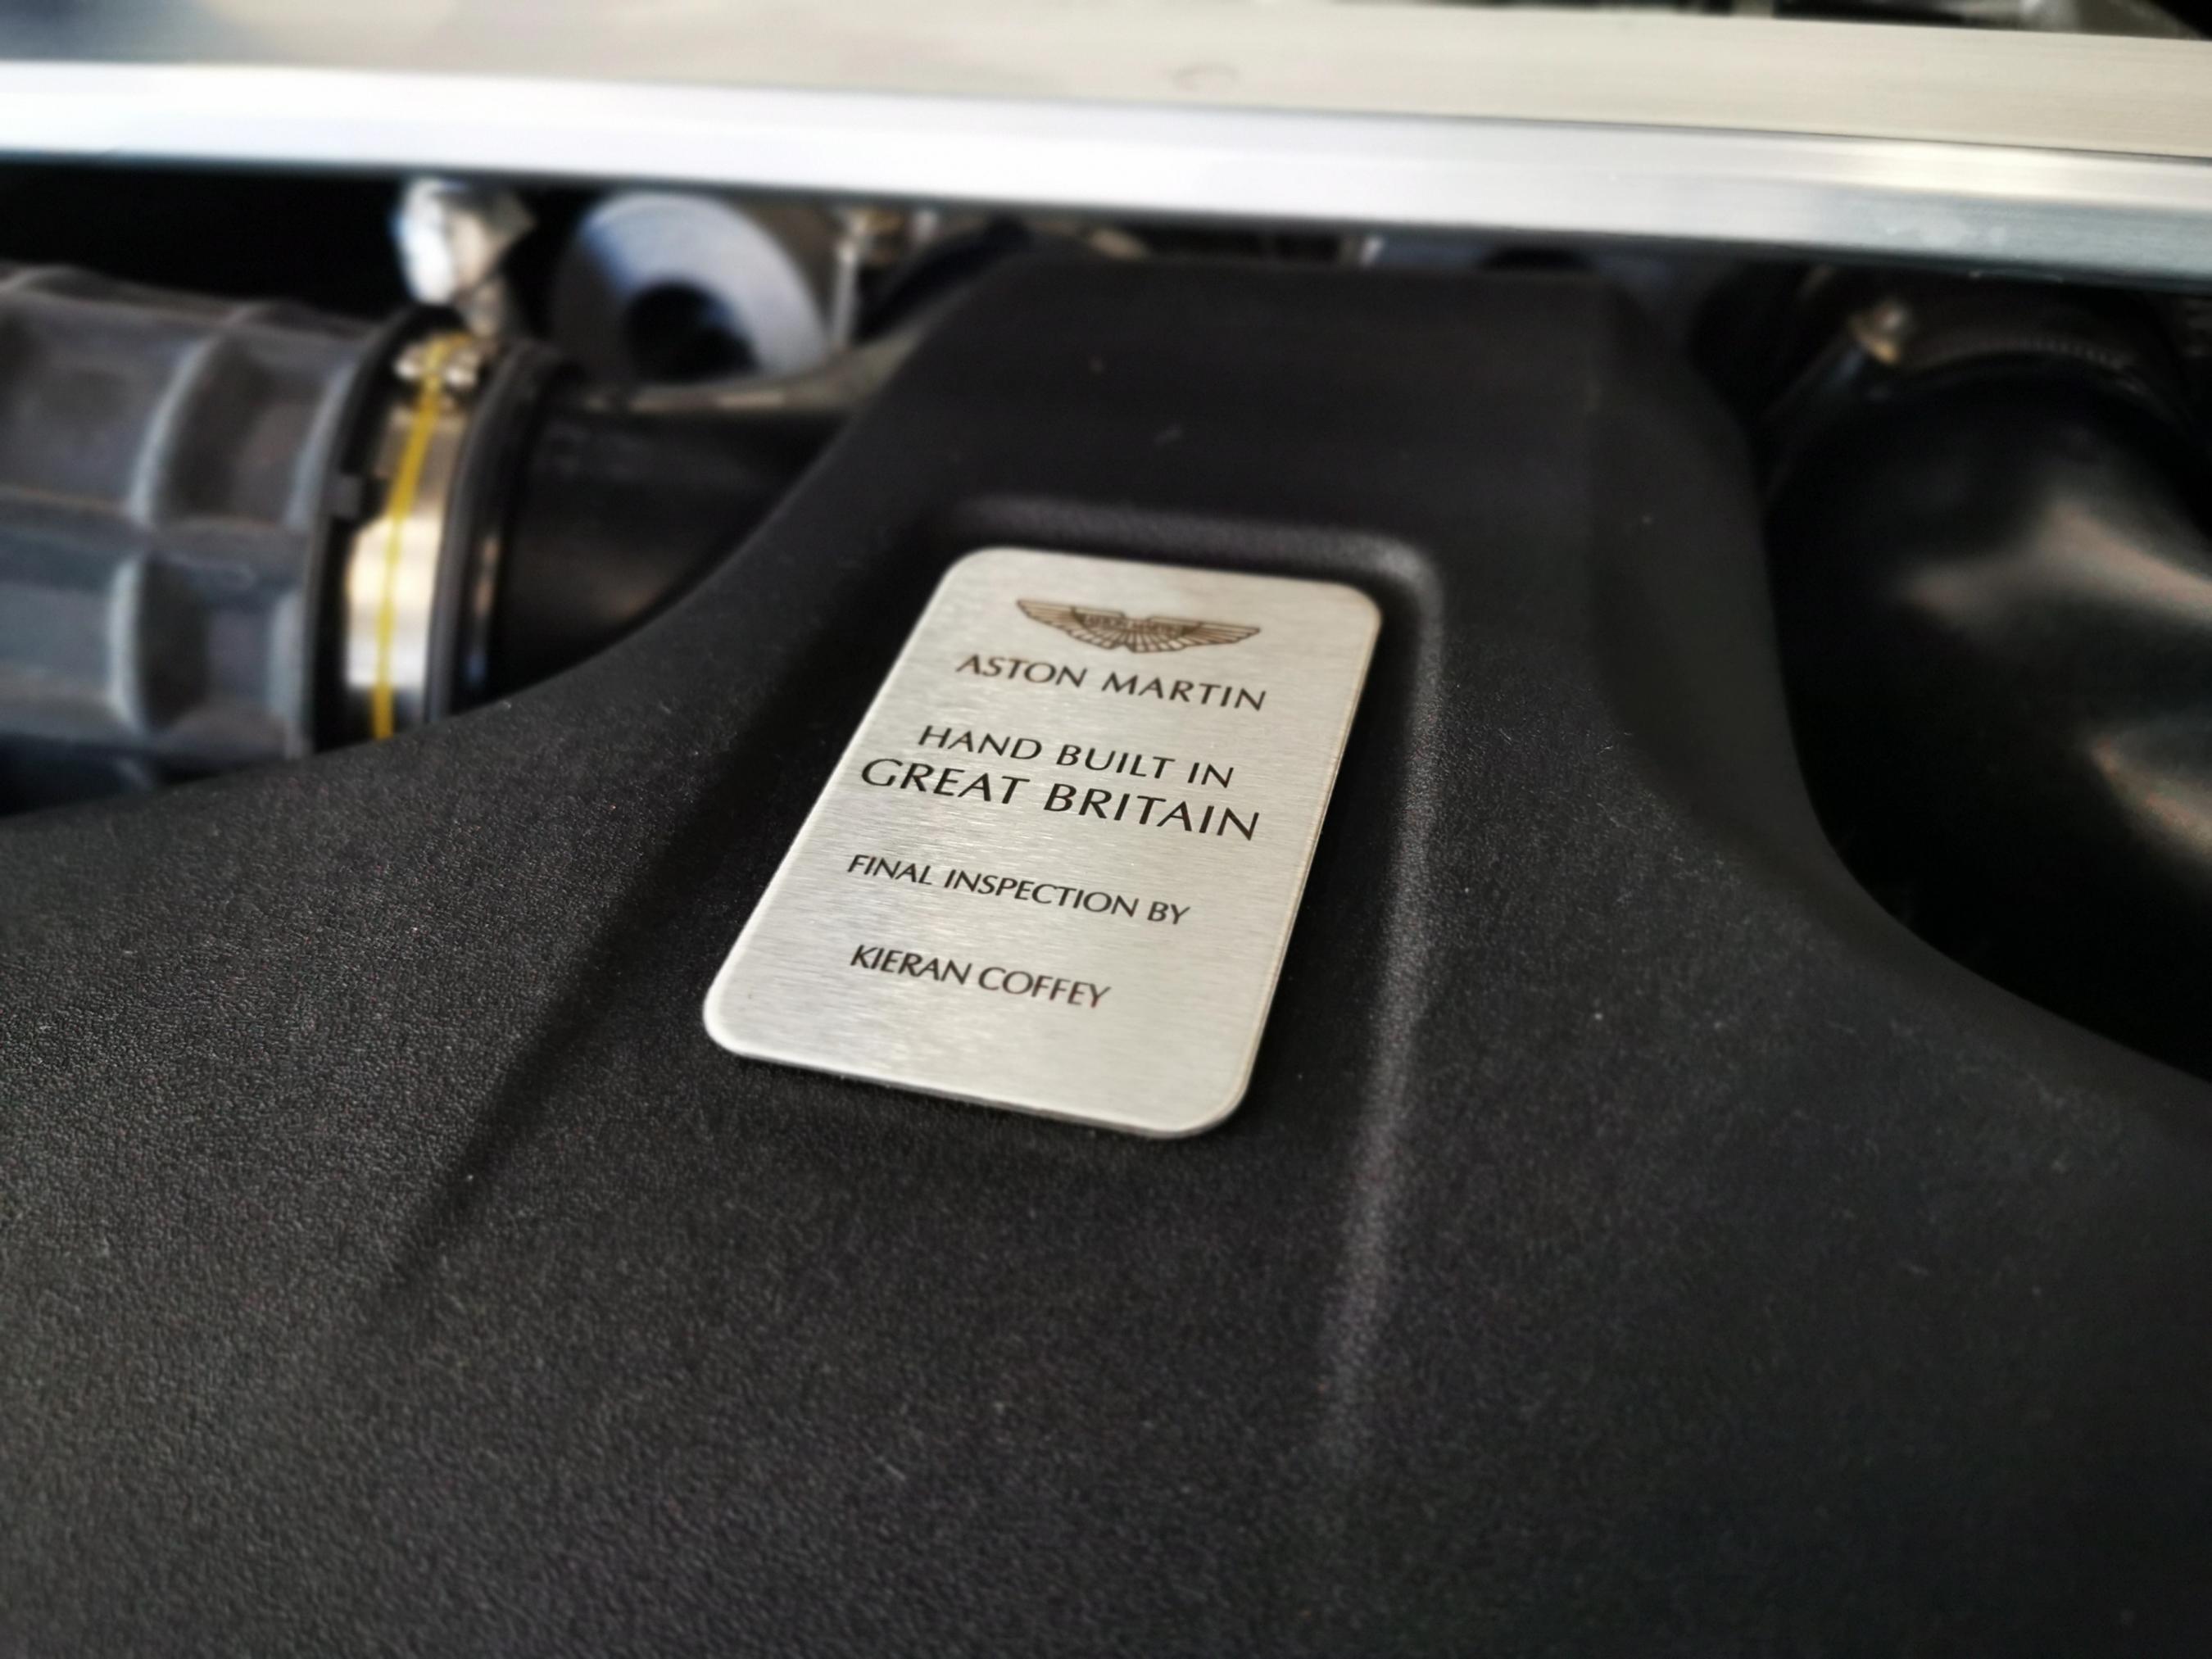 ASTON MARTIN
HAND BUILT IN
GREAT BRITAIN
FINAL INSPECTION BY
KIERAN COFFEY